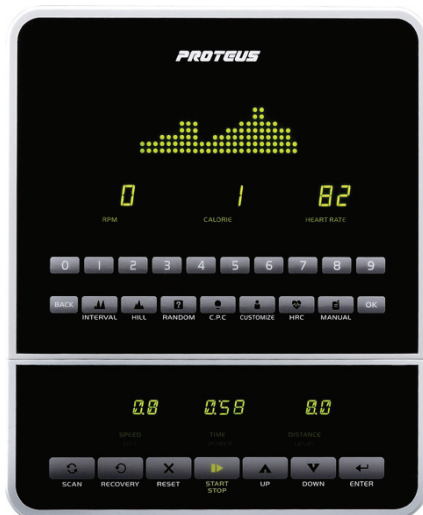 PROTEUS
0 1 82
RPM CALORIE HEART RATE
0 1 2 3 4 5 6 7 8 9
BACK ? OK
INTERVAL HILL RANDOM C.P.C CUSTOMIZE HRC MANUAL
0.8 0:58 8.0
SPEED TIME DISTANCE
SCAN RECOVERY RESET START STOP UP DOWN ENTER